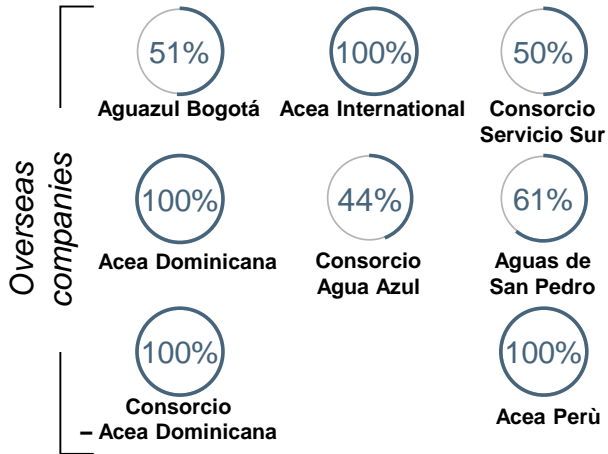 Overseas
companies
51%
100%
50%
Aguazul Bogotá
Acea International
Consorcio
Servicio Sur
100%
44%
61%
Acea Dominicana
Consorcio
Agua Azul
Aguas de
San Pedro
100%
100%
Consorcio
– Acea Dominicana
Acea Perù